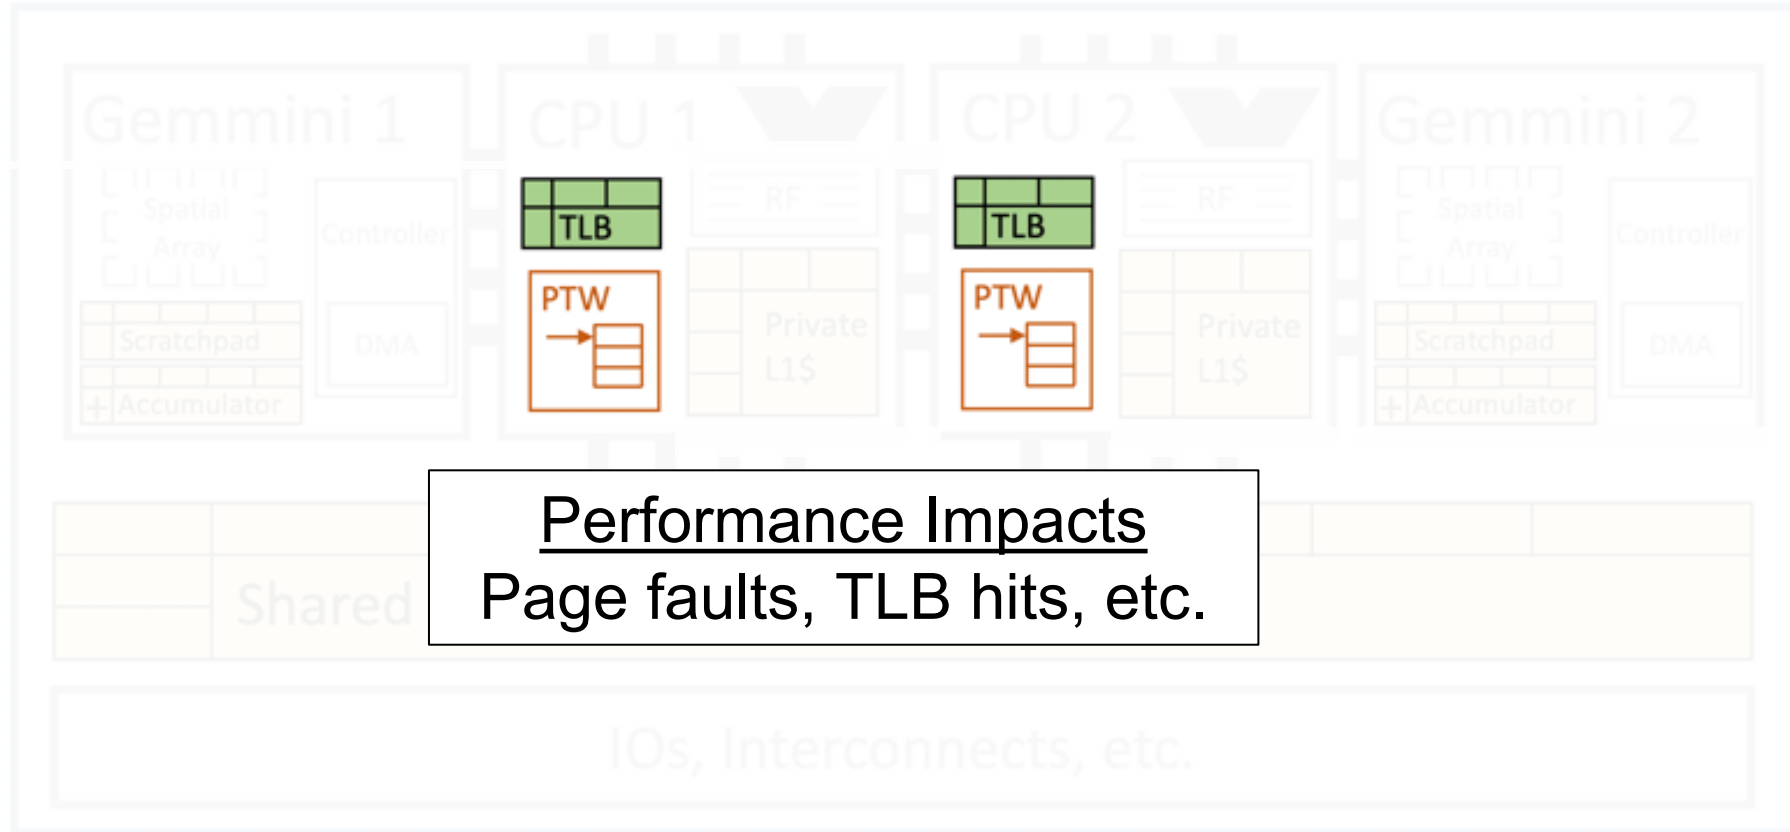 Gemmini 1
Spatial
Array
Controller
Scratchpad
DMA
+ Accumulator
CPU 1
TLB
RF
PTW
Private
L1$
CPU 2
TLB
RF
PTW
Private
L1$
Gemmini 2
Spatial
Array
Controller
Scratchpad
DMA
+ Accumulator
Performance Impacts
Page faults, TLB hits, etc.
Shared
IOs, Interconnects, etc.